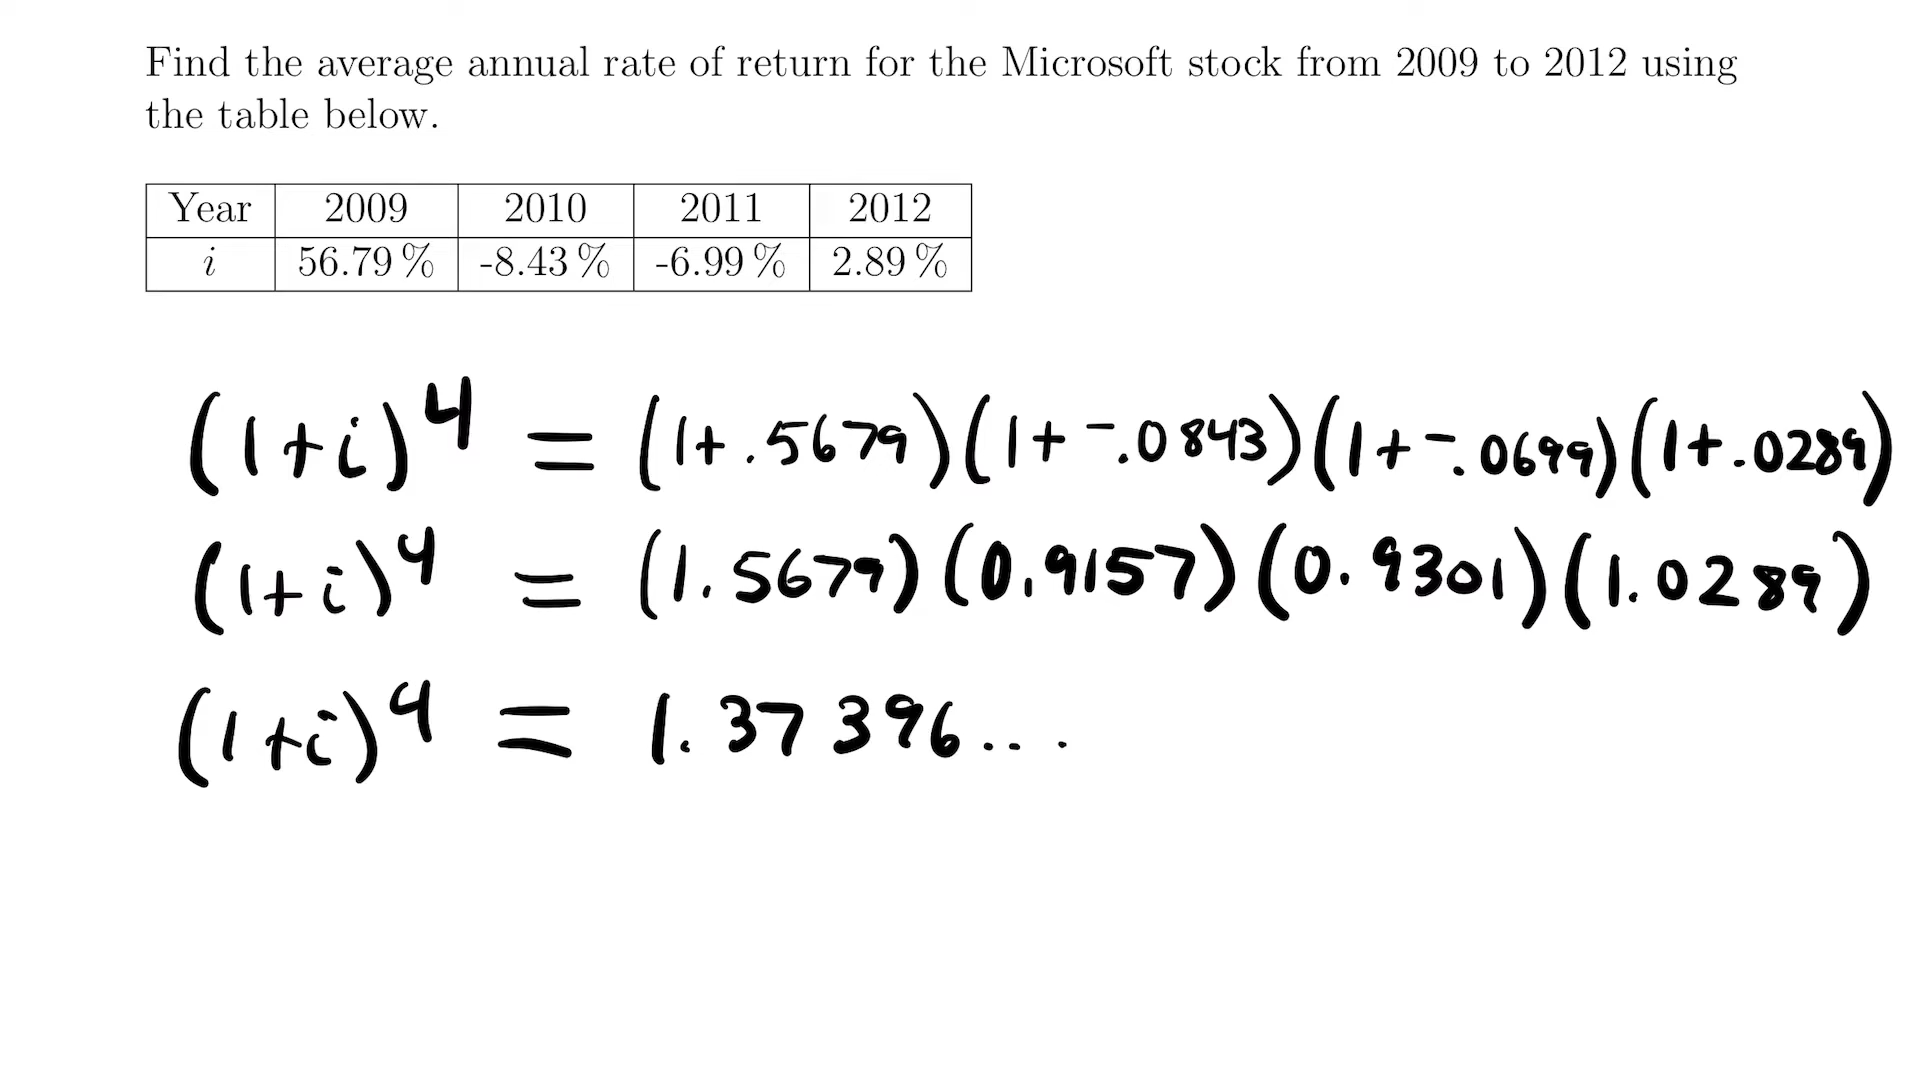 Find the average annual rate of return for the Microsoft stock from 2009 to 2012 using
the table below.
Year 2009 2010 2011 2012
i 56.79 % -8.43 % -6.99 % 2.89 %
(1+i)^4 = (1+.5679)(1+-.0843)(1+-.0699)(1+.0289)
(1+i)^4 = (1.5679)(0.9157)(0.9301)(1.0289)
(1+i)^4 = 1.37396...